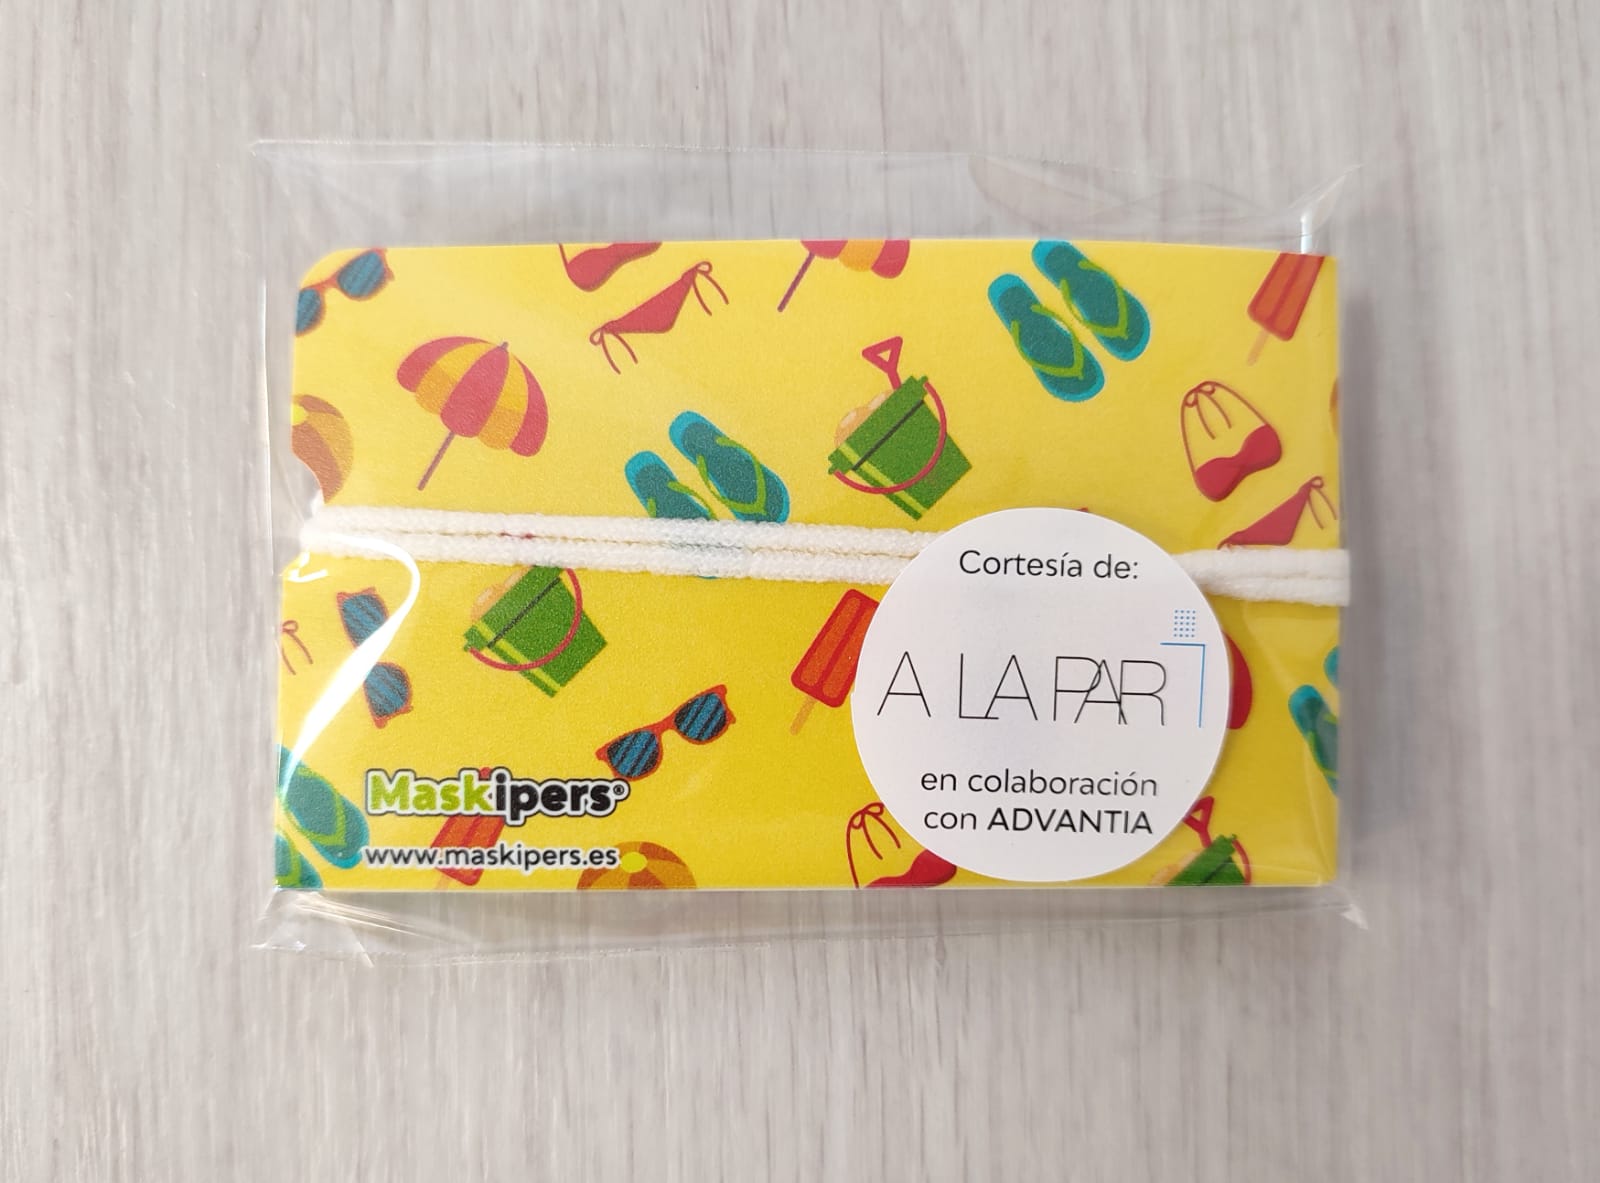 Cortesía de:
A LA PAR
en colaboración
con ADVANTIA
Maskipers®
www.maskipers.es